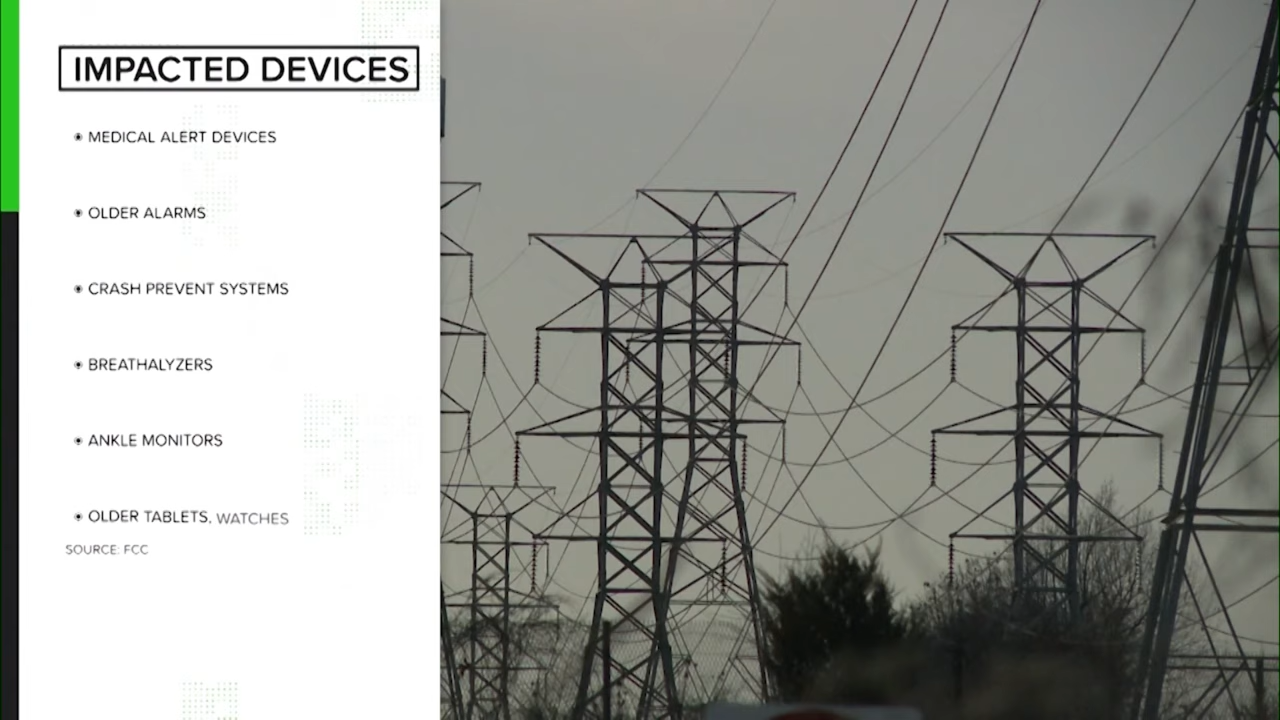 IMPACTED DEVICES
MEDICAL ALERT DEVICES
OLDER ALARMS
CRASH PREVENT SYSTEMS
BREATHALYZERS
ANKLE MONITORS
OLDER TABLETS, WATCHES
SOURCE: FCC